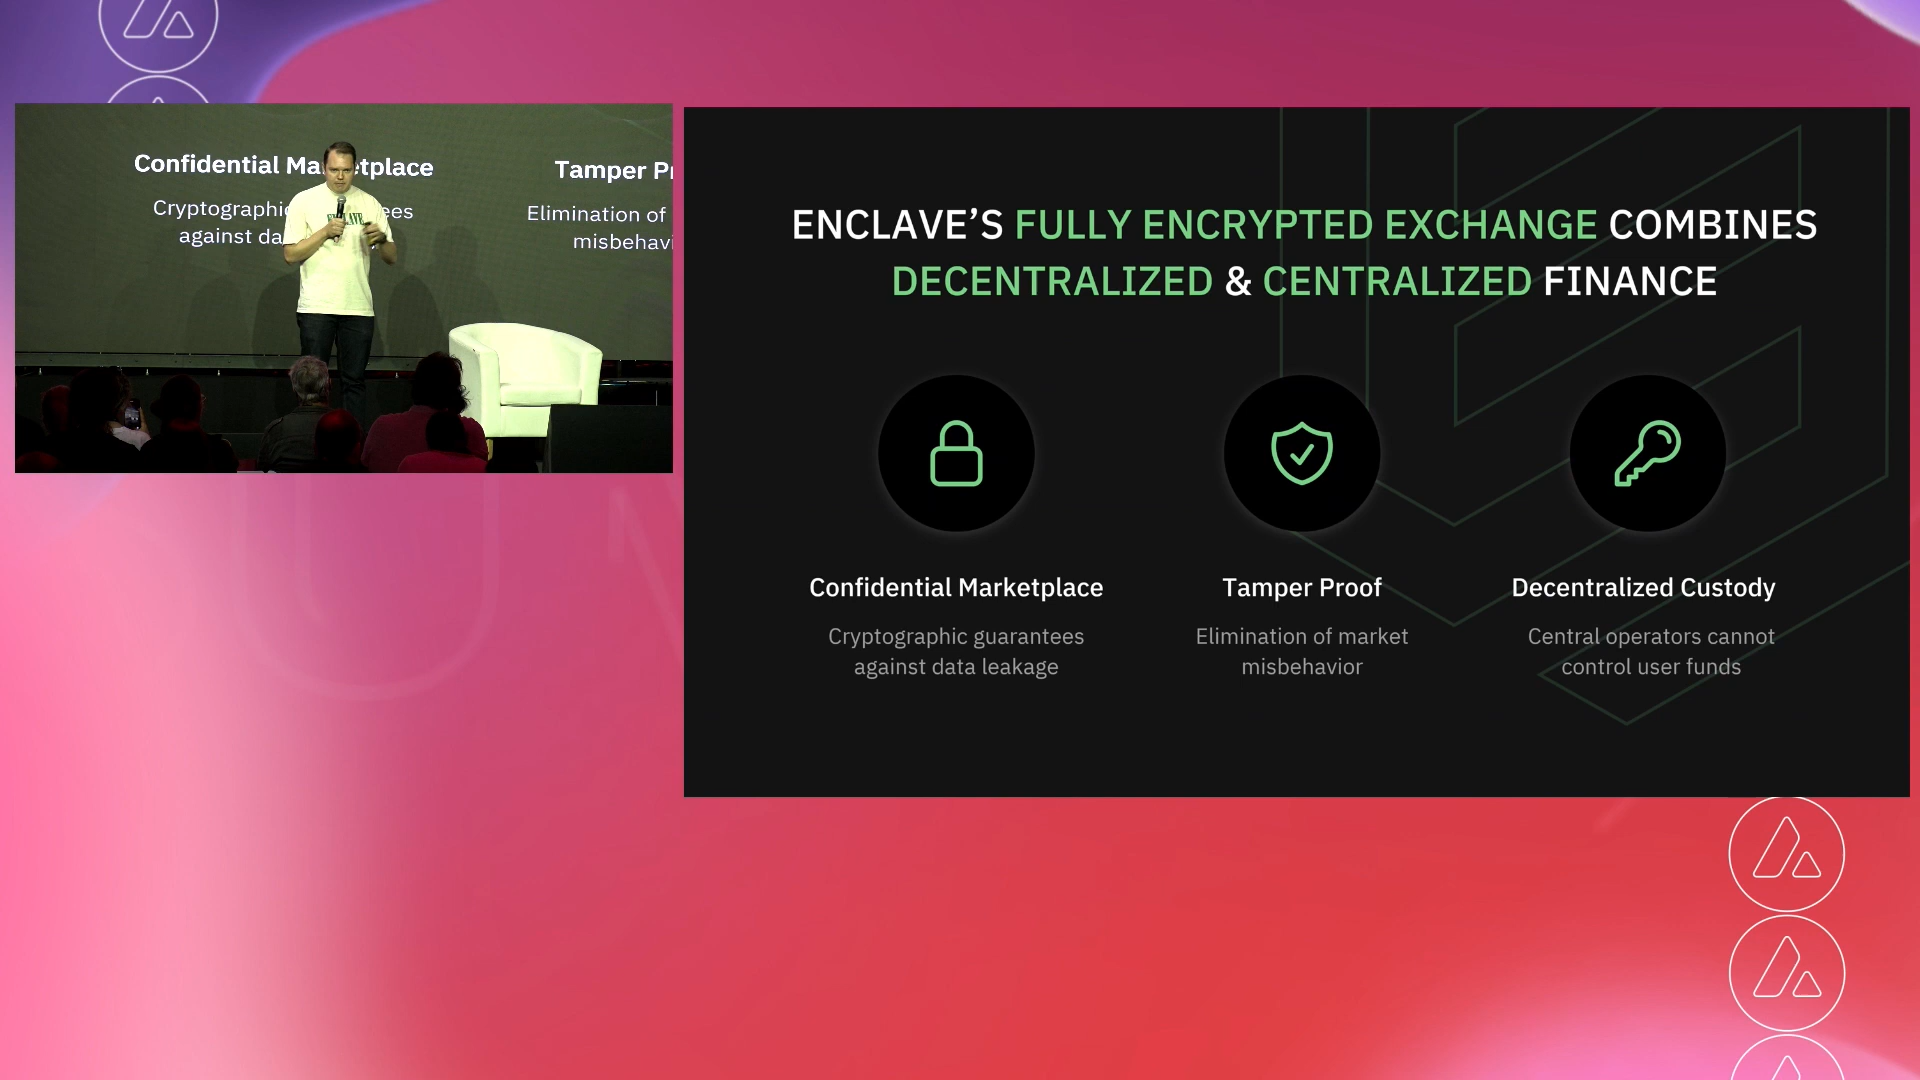 Confidential Ma tplace
Cryptographic ees
against da
Tamper P
Elimination of
misbehavi
ENCLAVE’S FULLY ENCRYPTED EXCHANGE COMBINES
DECENTRALIZED & CENTRALIZED FINANCE
Confidential Marketplace
Cryptographic guarantees
against data leakage
Tamper Proof
Elimination of market
misbehavior
Decentralized Custody
Central operators cannot
control user funds